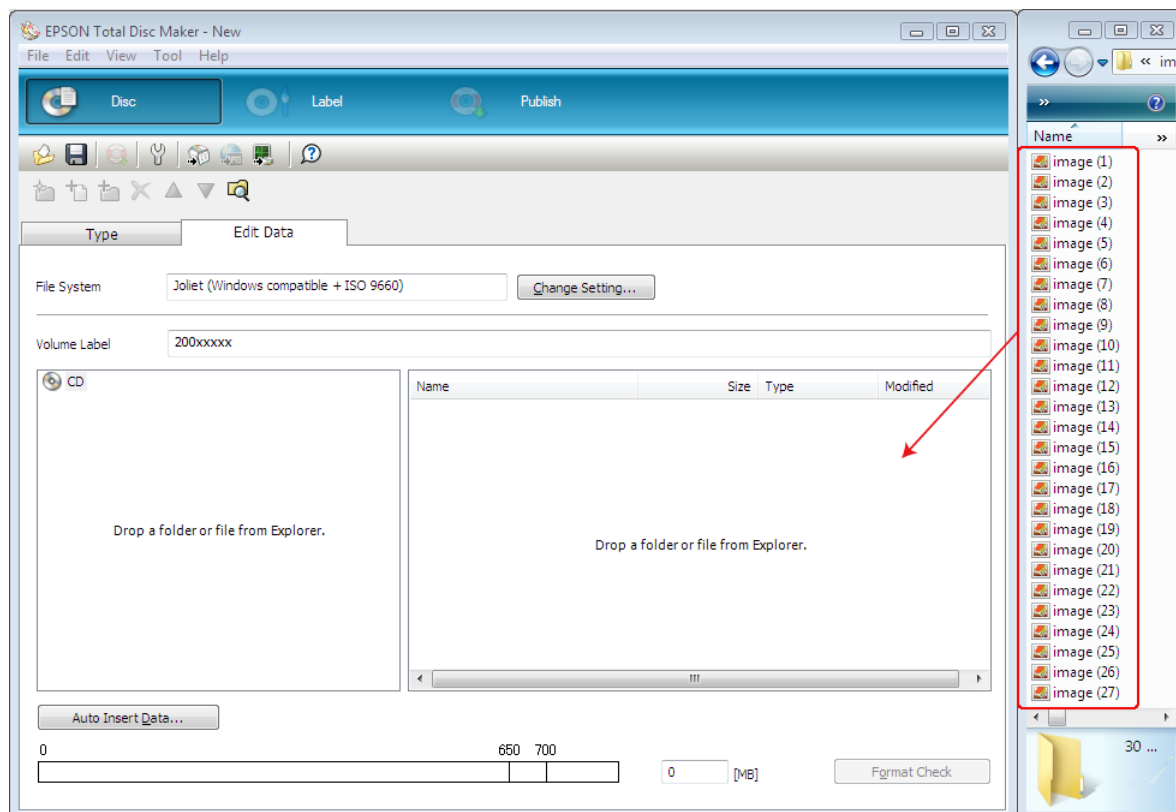 EPSON Total Disc Maker - New
File Edit View Tool Help
Disc Label Publish
Type Edit Data
File System Joliet (Windows compatible + ISO 9660) Change Setting...
Volume Label 200xxxxx
CD
Drop a folder or file from Explorer.
Name Size Type Modified
Drop a folder or file from Explorer.
Auto Insert Data...
0 650 700
0 [MB] Format Check
« im
»
Name »
image (1)
image (2)
image (3)
image (4)
image (5)
image (6)
image (7)
image (8)
image (9)
image (10)
image (11)
image (12)
image (13)
image (14)
image (15)
image (16)
image (17)
image (18)
image (19)
image (20)
image (21)
image (22)
image (23)
image (24)
image (25)
image (26)
image (27)
30 ...